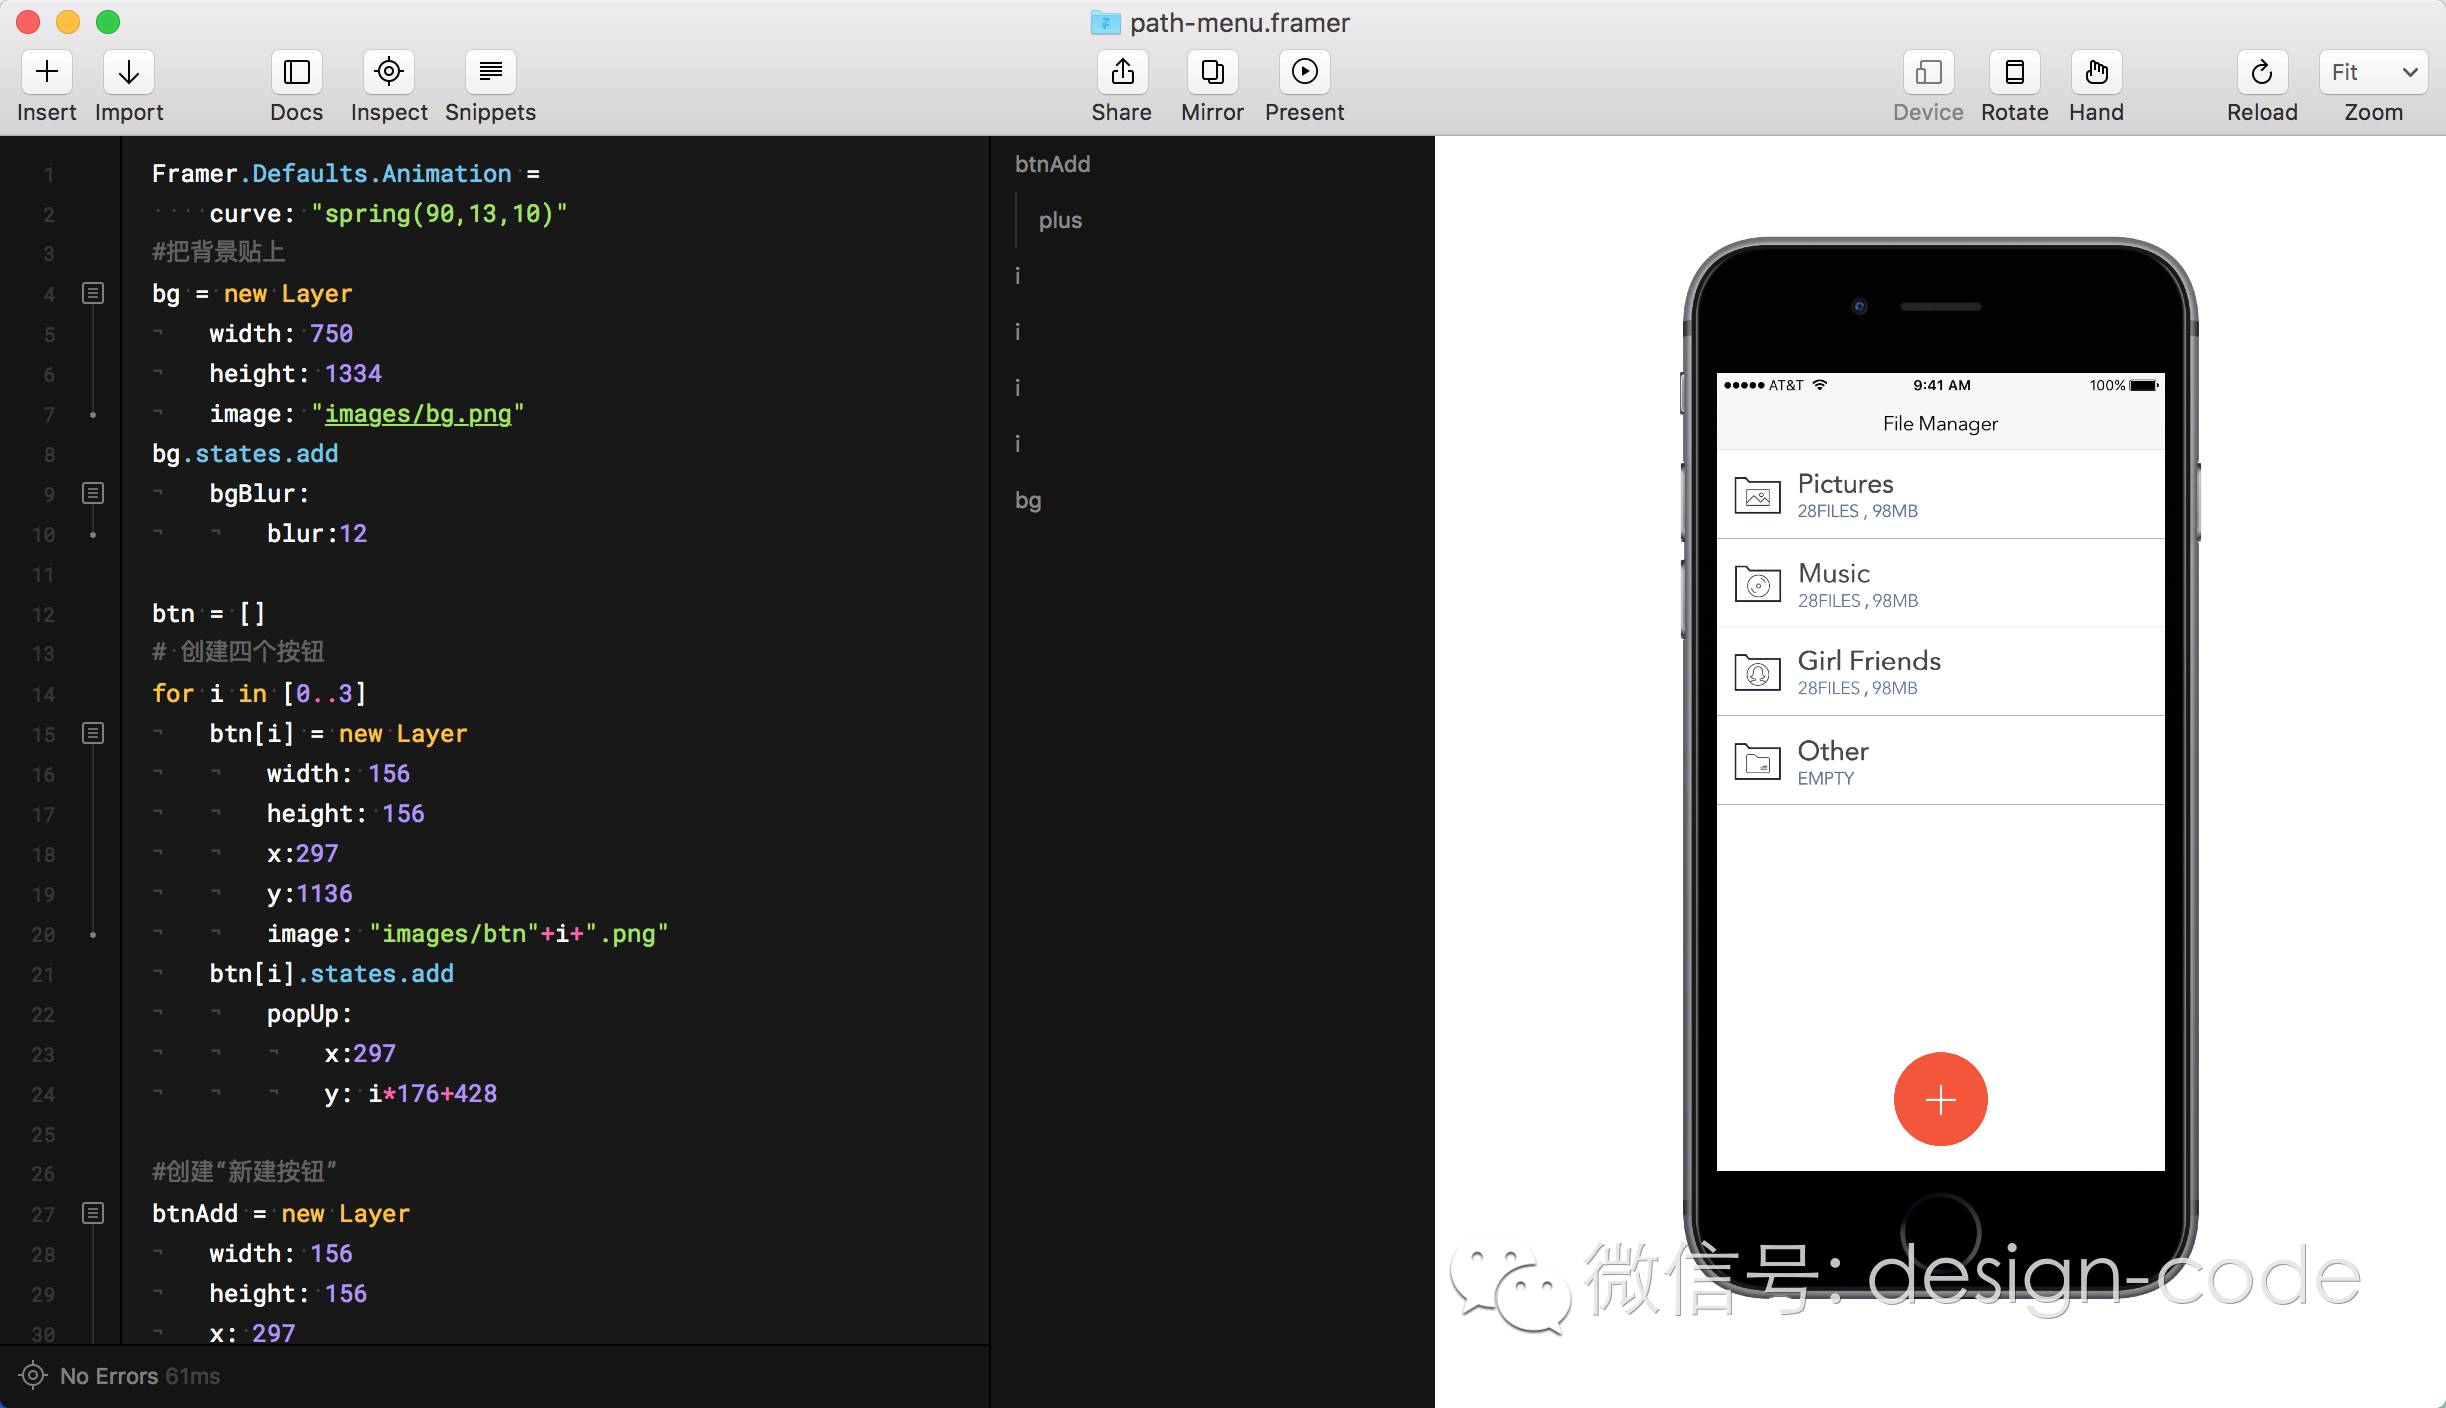 path-menu.framer
Insert
Import
Docs
Inspect
Snippets
Share
Mirror
Present
Device
Rotate
Hand
Reload
Fit
Zoom
1 Framer.Defaults.Animation =
2 curve: "spring(90,13,10)"
3 #把背景贴上
4 bg = new Layer
5 width: 750
6 height: 1334
7 image: "images/bg.png"
8 bg.states.add
9 bgBlur:
10 blur:12
11
12 btn = []
13 # 创建四个按钮
14 for i in [0..3]
15 btn[i] = new Layer
16 width: 156
17 height: 156
18 x:297
19 y:1136
20 image: "images/btn"+i+".png"
21 btn[i].states.add
22 popUp:
23 x:297
24 y: i*176+428
25
26 #创建“新建按钮”
27 btnAdd = new Layer
28 width: 156
29 height: 156
30 x: 297
No Errors 61ms
btnAdd
plus
i
i
i
i
bg
AT&T 9:41 AM 100%
File Manager
Pictures
28FILES , 98MB
Music
28FILES , 98MB
Girl Friends
28FILES , 98MB
Other
EMPTY
微信号: design-code